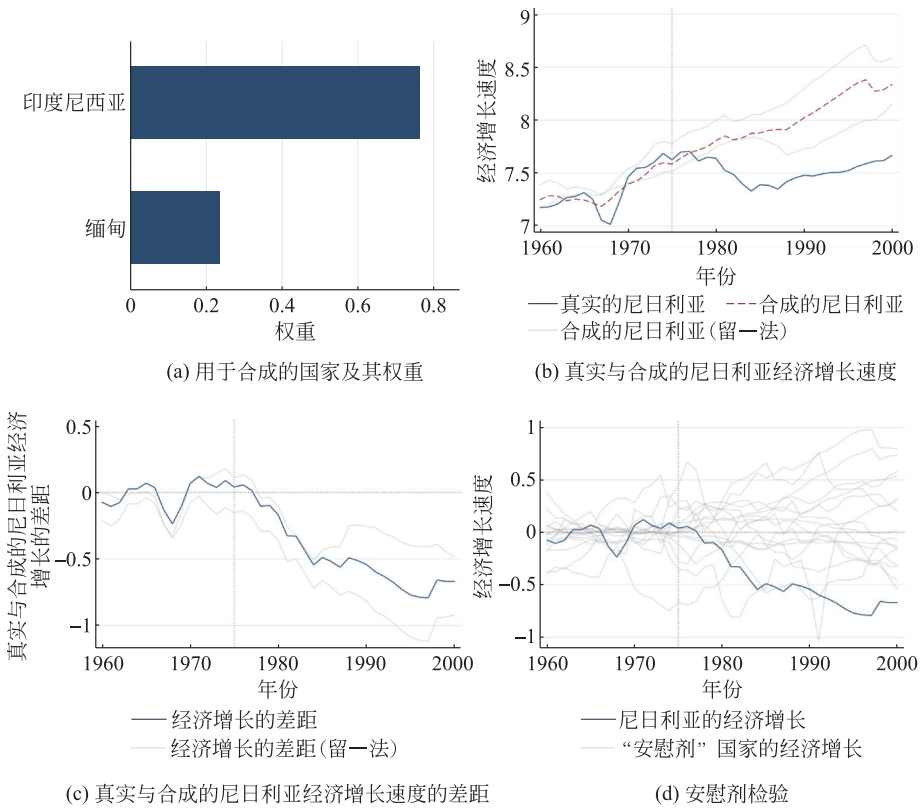 印度尼西亚
缅甸
0 0.2 0.4 0.6 0.8
权重
(a) 用于合成的国家及其权重
9
8.5
8
7.5
7
经济增长速度
1960 1970 1980 1990 2000
年份
真实的尼日利亚 合成的尼日利亚
合成的尼日利亚(留一法)
(b) 真实与合成的尼日利亚经济增长速度
真实与合成的尼日利亚经济
增长的差距
0.5
0
−0.5
−1
1960 1970 1980 1990 2000
年份
经济增长的差距
经济增长的差距(留一法)
(c) 真实与合成的尼日利亚经济增长速度的差距
经济增长速度
1
0.5
0
−0.5
−1
1960 1970 1980 1990 2000
年份
尼日利亚的经济增长
“安慰剂”国家的经济增长
(d) 安慰剂检验